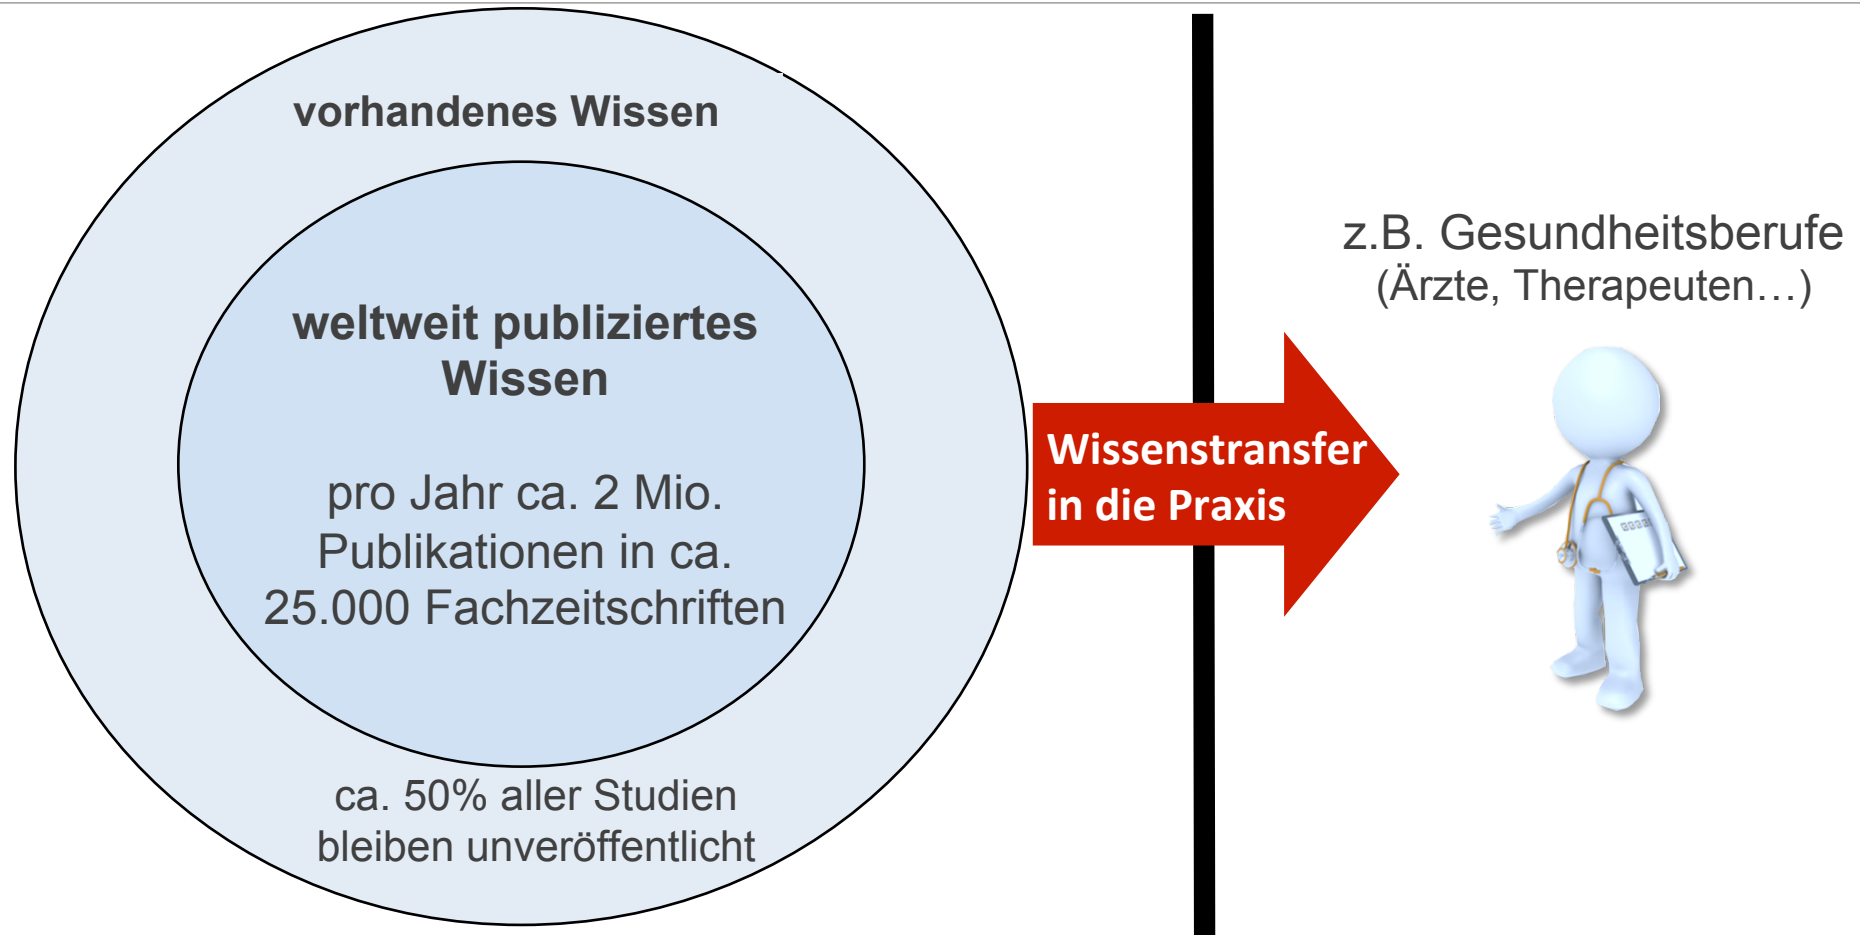 vorhandenes Wissen
weltweit publiziertes
Wissen
pro Jahr ca. 2 Mio.
Publikationen in ca.
25.000 Fachzeitschriften
ca. 50% aller Studien
bleiben unveröffentlicht
Wissenstransfer
in die Praxis
z.B. Gesundheitsberufe
(Ärzte, Therapeuten…)